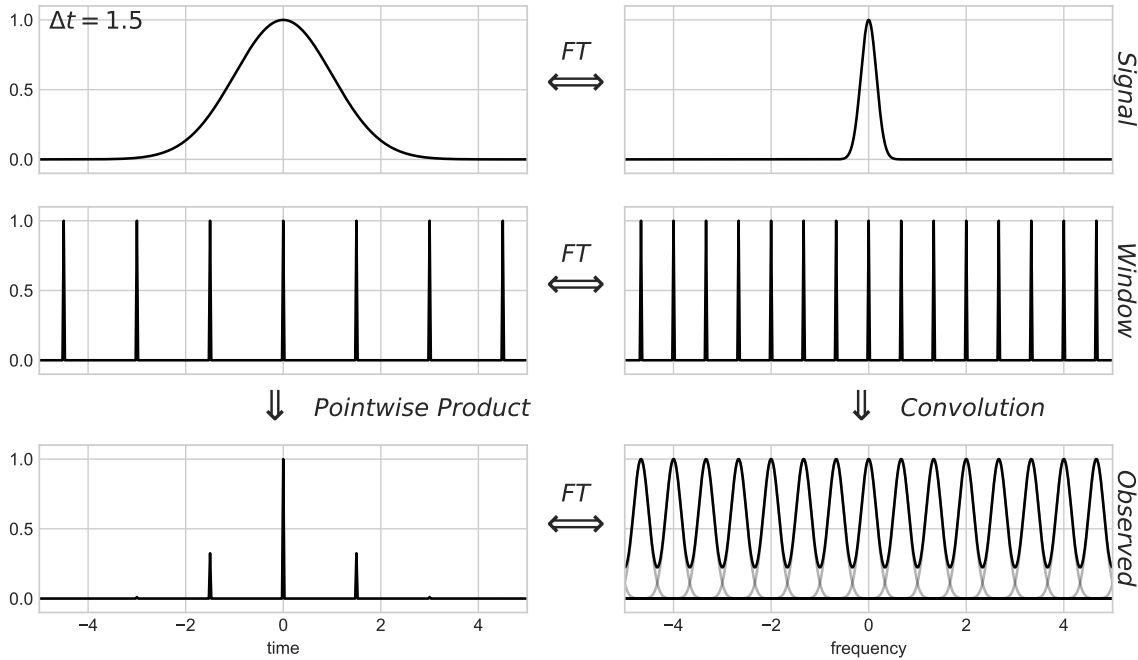 Δt = 1.5
1.0
0.5
0.0
FT
⇔
Signal
1.0
0.5
0.0
FT
⇔
Window
⇓ Pointwise Product
⇓ Convolution
1.0
0.5
0.0
FT
⇔
Observed
−4 −2 0 2 4
time
−4 −2 0 2 4
frequency